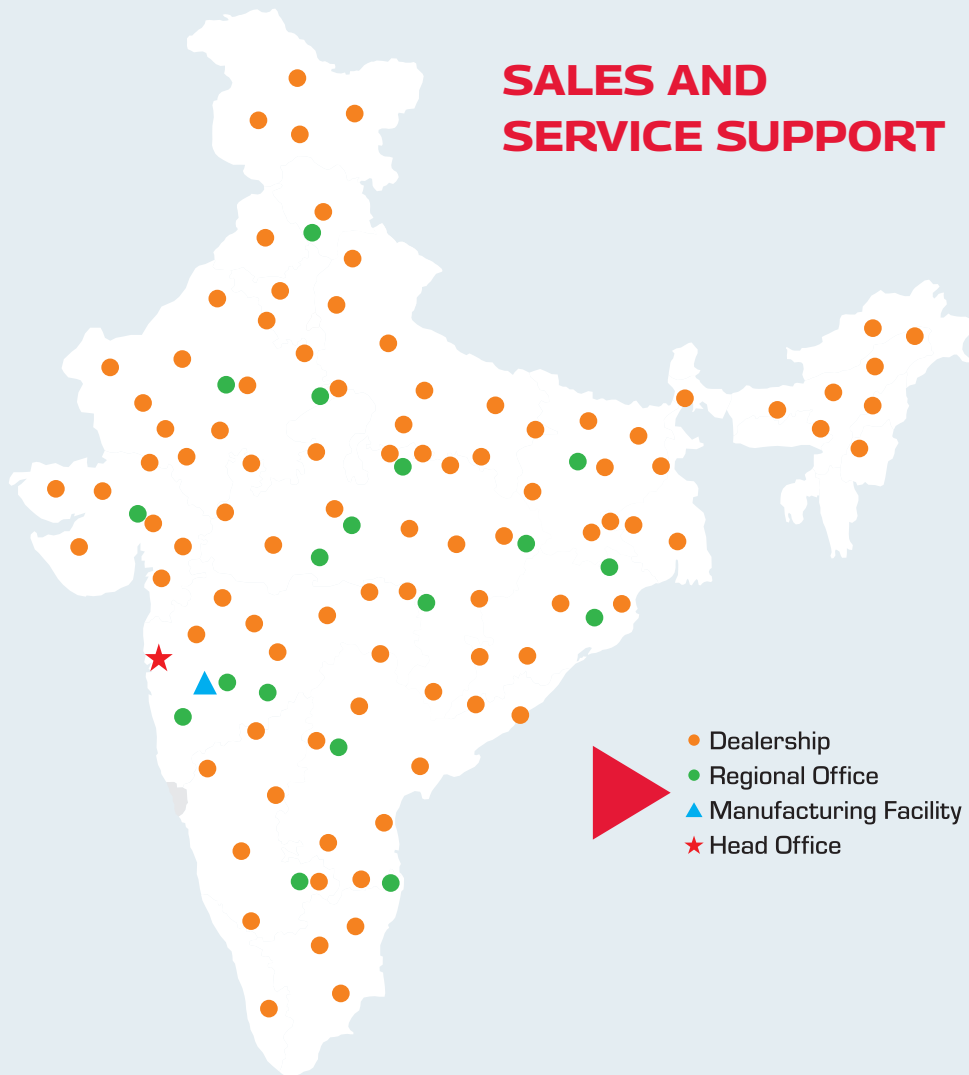 SALES AND
SERVICE SUPPORT
Dealership
Regional Office
Manufacturing Facility
Head Office